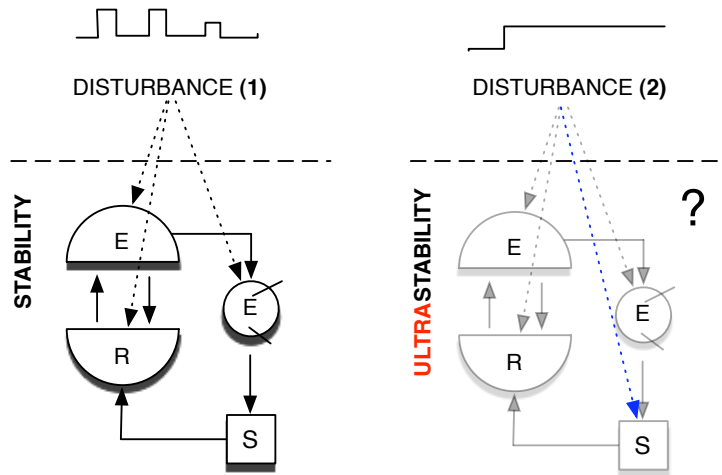 DISTURBANCE (1)
STABILITY
E
E
R
S
DISTURBANCE (2)
ULTRASTABILITY
?
E
E
R
S